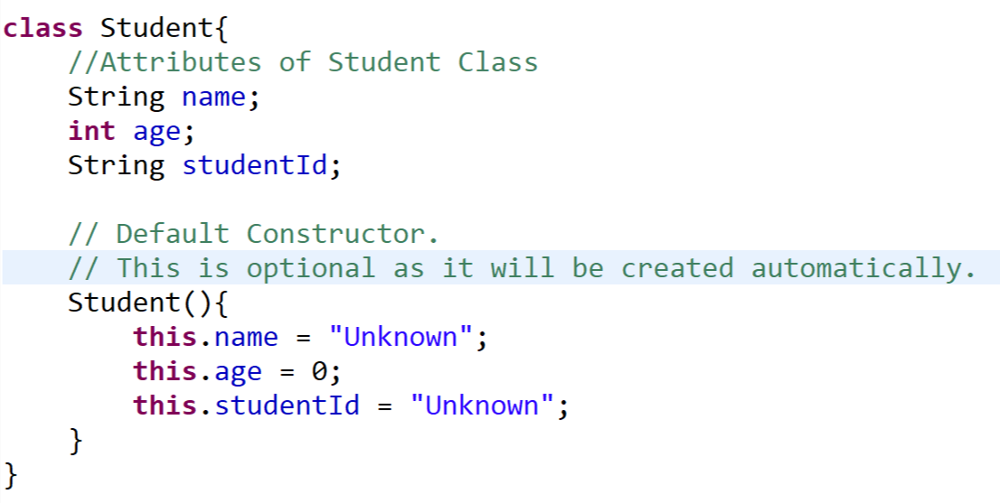 class Student{
//Attributes of Student Class
String name;
int age;
String studentId;
// Default Constructor.
// This is optional as it will be created automatically.
Student(){
this.name = "Unknown";
this.age = 0;
this.studentId = "Unknown";
}
}